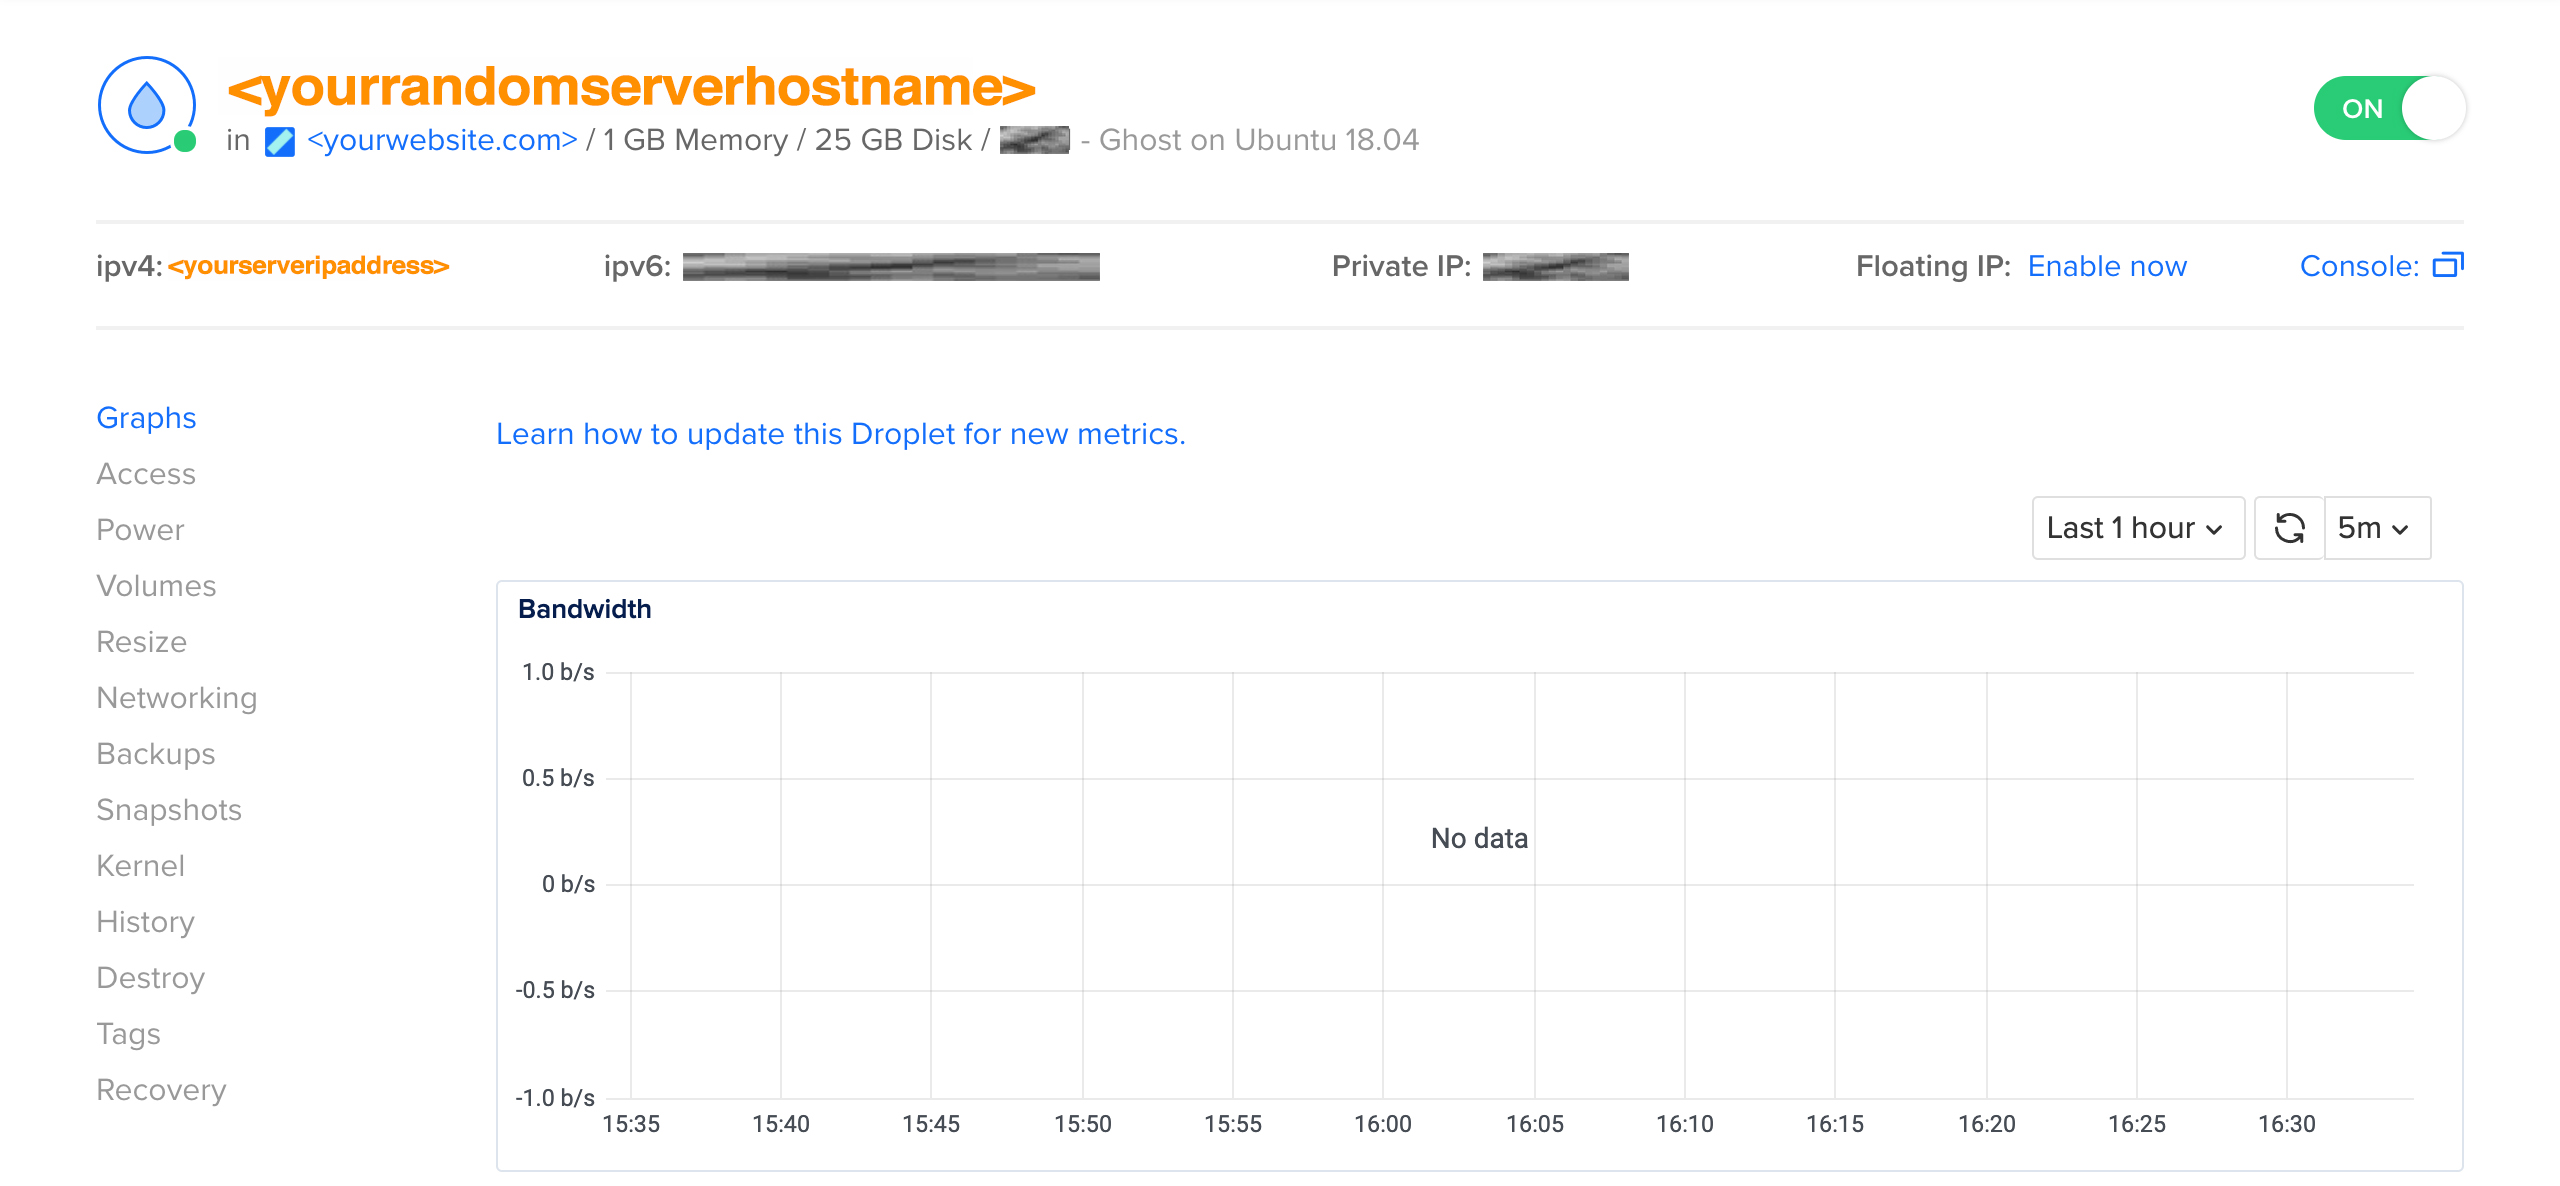 <yourrandomserverhostname>
in <yourwebsite.com> / 1 GB Memory / 25 GB Disk / - Ghost on Ubuntu 18.04
ON
ipv4: <yourserveripaddress>
ipv6:
Private IP:
Floating IP: Enable now
Console:
Graphs
Access
Power
Volumes
Resize
Networking
Backups
Snapshots
Kernel
History
Destroy
Tags
Recovery
Learn how to update this Droplet for new metrics.
Last 1 hour
5m
Bandwidth
1.0 b/s
0.5 b/s
0 b/s
-0.5 b/s
-1.0 b/s
No data
15:35 15:40 15:45 15:50 15:55 16:00 16:05 16:10 16:15 16:20 16:25 16:30